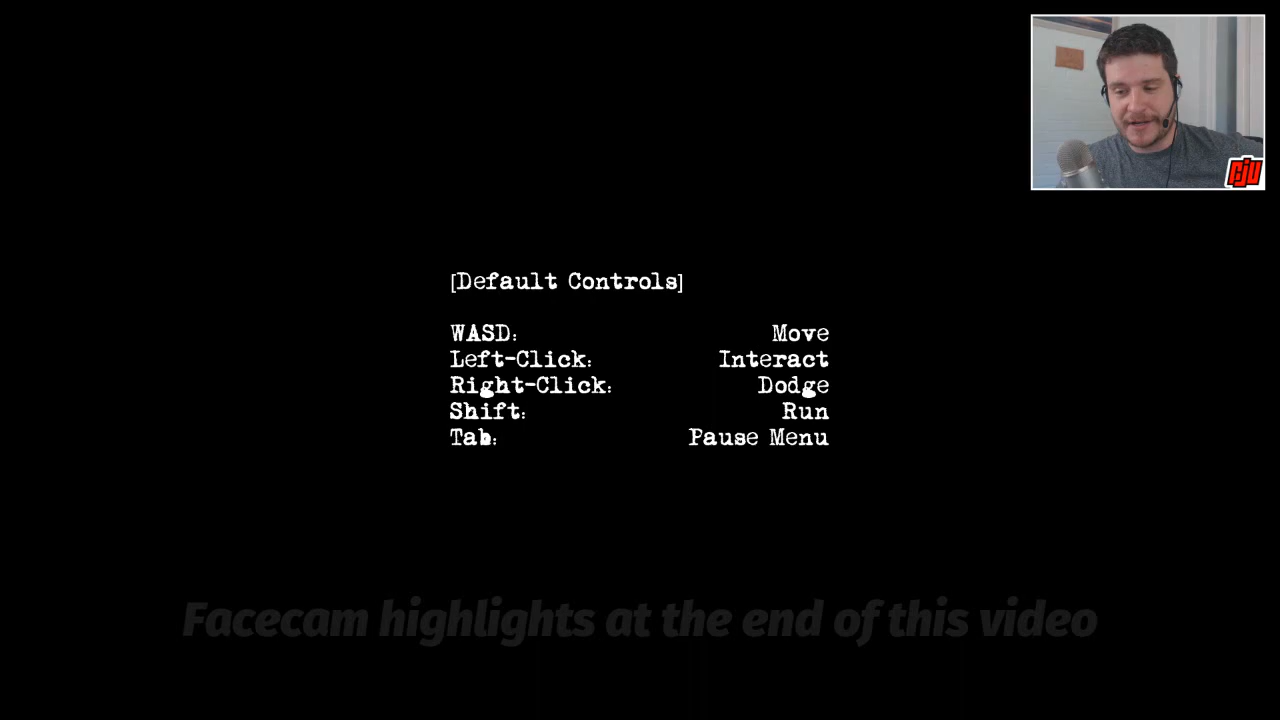 rju
[Default Controls]
WASD: Move
Left-Click: Interact
Right-Click: Dodge
Shift: Run
Tab: Pause Menu
Facecam highlights at the end of this video